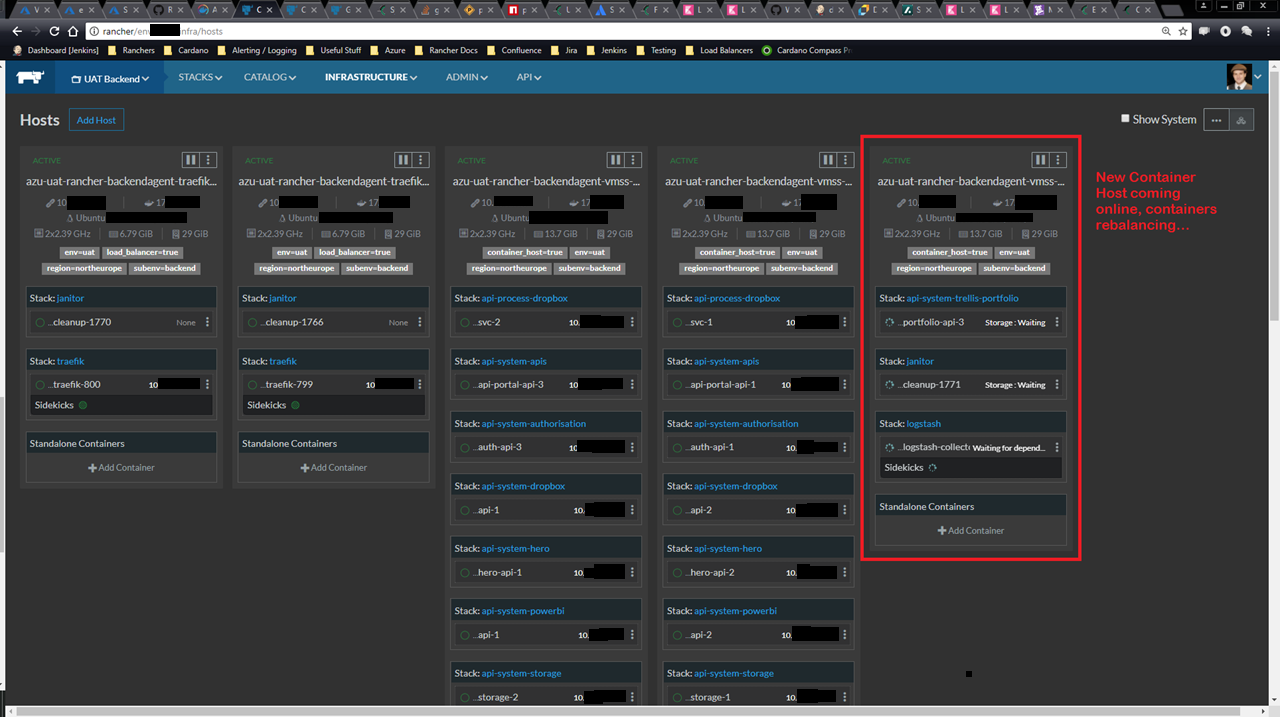 rancher/env
infra/hosts
Dashboard [Jenkins]
Ranchers
Cardano
Alerting / Logging
Useful Stuff
Azure
Rancher Docs
Confluence
Jira
Jenkins
Testing
Load Balancers
Cardano Compass Pr
UAT Backend
STACKS
CATALOG
INFRASTRUCTURE
ADMIN
API
Hosts
Add Host
Show System
ACTIVE
azu-uat-rancher-backendagent-traefik...
10
17
Ubuntu
2x2.39 GHz
6.79 GiB
29 GiB
env=uat
load_balancer=true
region=northeurope
subenv=backend
Stack: janitor
...cleanup-1770
None
Stack: traefik
...traefik-800
10
Sidekicks
Standalone Containers
Add Container
ACTIVE
azu-uat-rancher-backendagent-traefik...
10.
17
Ubuntu
2x2.39 GHz
6.79 GiB
29 GiB
env=uat
load_balancer=true
region=northeurope
subenv=backend
Stack: janitor
...cleanup-1766
None
Stack: traefik
...traefik-799
10
Sidekicks
Standalone Containers
Add Container
ACTIVE
azu-uat-rancher-backendagent-vmss-...
10.
17
Ubuntu
2x2.39 GHz
13.7 GiB
29 GiB
container_host=true
env=uat
region=northeurope
subenv=backend
Stack: api-process-dropbox
...svc-2
10.
Stack: api-system-apis
...api-portal-api-3
10.
Stack: api-system-authorisation
...auth-api-3
10
Stack: api-system-dropbox
...api-1
10.
Stack: api-system-hero
...hero-api-1
10.
Stack: api-system-powerbi
...api-1
10.
Stack: api-system-storage
...storage-2
10.
ACTIVE
azu-uat-rancher-backendagent-vmss-...
10.
17
Ubuntu
2x2.39 GHz
13.7 GiB
29 GiB
container_host=true
env=uat
region=northeurope
subenv=backend
Stack: api-process-dropbox
...svc-1
10
Stack: api-system-apis
...api-portal-api-1
10
Stack: api-system-authorisation
...auth-api-1
10.
Stack: api-system-dropbox
...api-2
10.
Stack: api-system-hero
...hero-api-2
10.
Stack: api-system-powerbi
...api-2
10.
Stack: api-system-storage
...storage-1
10.
ACTIVE
azu-uat-rancher-backendagent-vmss-...
10.
17
Ubuntu
2x2.39 GHz
13.7 GiB
29 GiB
container_host=true
env=uat
region=northeurope
subenv=backend
Stack: api-system-trellis-portfolio
...portfolio-api-3
Storage : Waiting
Stack: janitor
...cleanup-1771
Storage : Waiting
Stack: logstash
...logstash-collecto
Waiting for depend...
Sidekicks
Standalone Containers
Add Container
New Container
Host coming
online, containers
rebalancing...